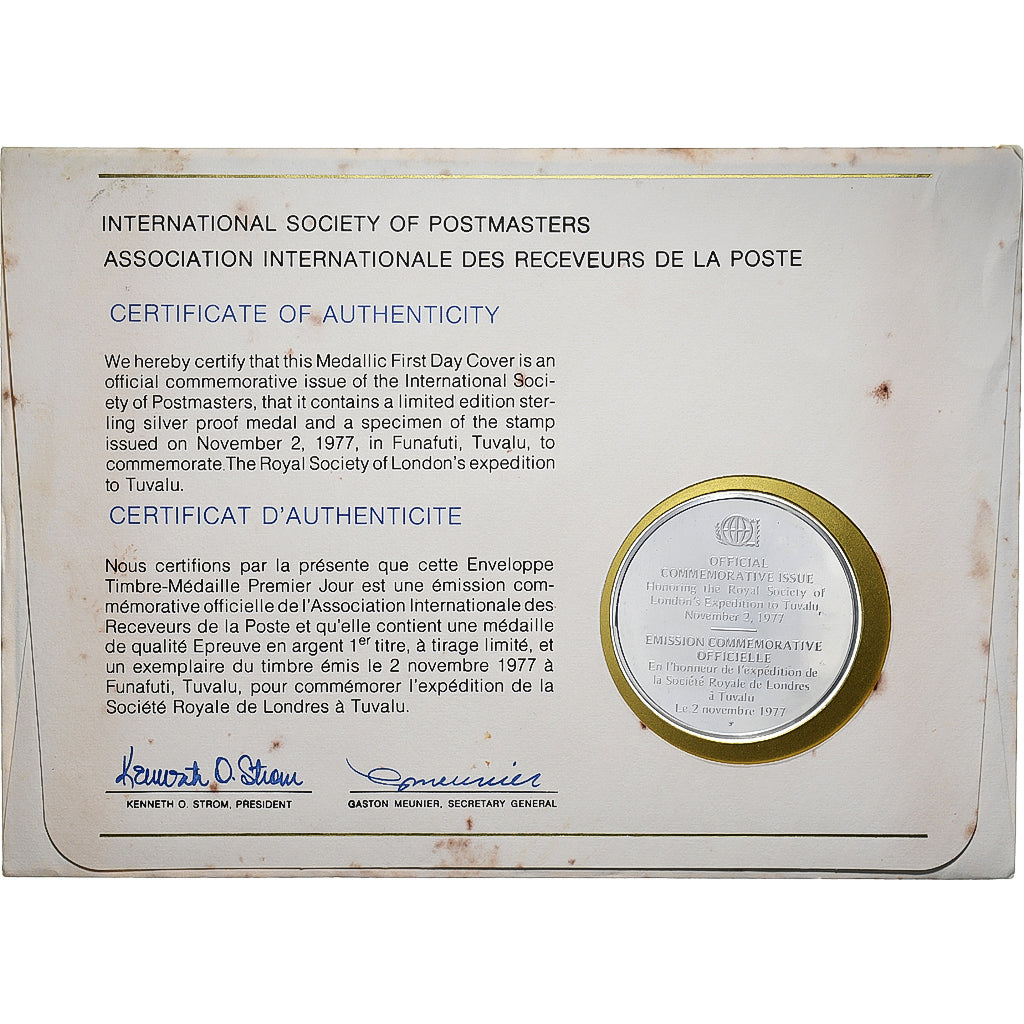 INTERNATIONAL SOCIETY OF POSTMASTERS
ASSOCIATION INTERNATIONALE DES RECEVEURS DE LA POSTE
CERTIFICATE OF AUTHENTICITY
We hereby certify that this Medallic First Day Cover is an
official commemorative issue of the International Soci-
ety of Postmasters, that it contains a limited edition ster-
ling silver proof medal and a specimen of the stamp
issued on November 2, 1977, in Funafuti, Tuvalu, to
commemorate The Royal Society of London's expedition
to Tuvalu.
CERTIFICAT D'AUTHENTICITE
Nous certifions par la présente que cette Enveloppe
Timbre-Médaille Premier Jour est une émission com-
mémorative officielle de l'Association Internationale des
Receveurs de la Poste et qu'elle contient une médaille
de qualité Epreuve en argent 1er titre, à tirage limité, et
un exemplaire du timbre émis le 2 novembre 1977 à
Funafuti, Tuvalu, pour commémorer l'expédition de la
Société Royale de Londres à Tuvalu.
Kenneth O. Strom
G Meunier
KENNETH O. STROM, PRESIDENT
GASTON MEUNIER, SECRETARY GENERAL
OFFICIAL
COMMEMORATIVE ISSUE
Honoring the Royal Society of
London's Expedition to Tuvalu,
November 2, 1977
EMISSION COMMEMORATIVE
OFFICIELLE
En l'honneur de l'expédition de
la Société Royale de Londres
à Tuvalu
Le 2 novembre 1977